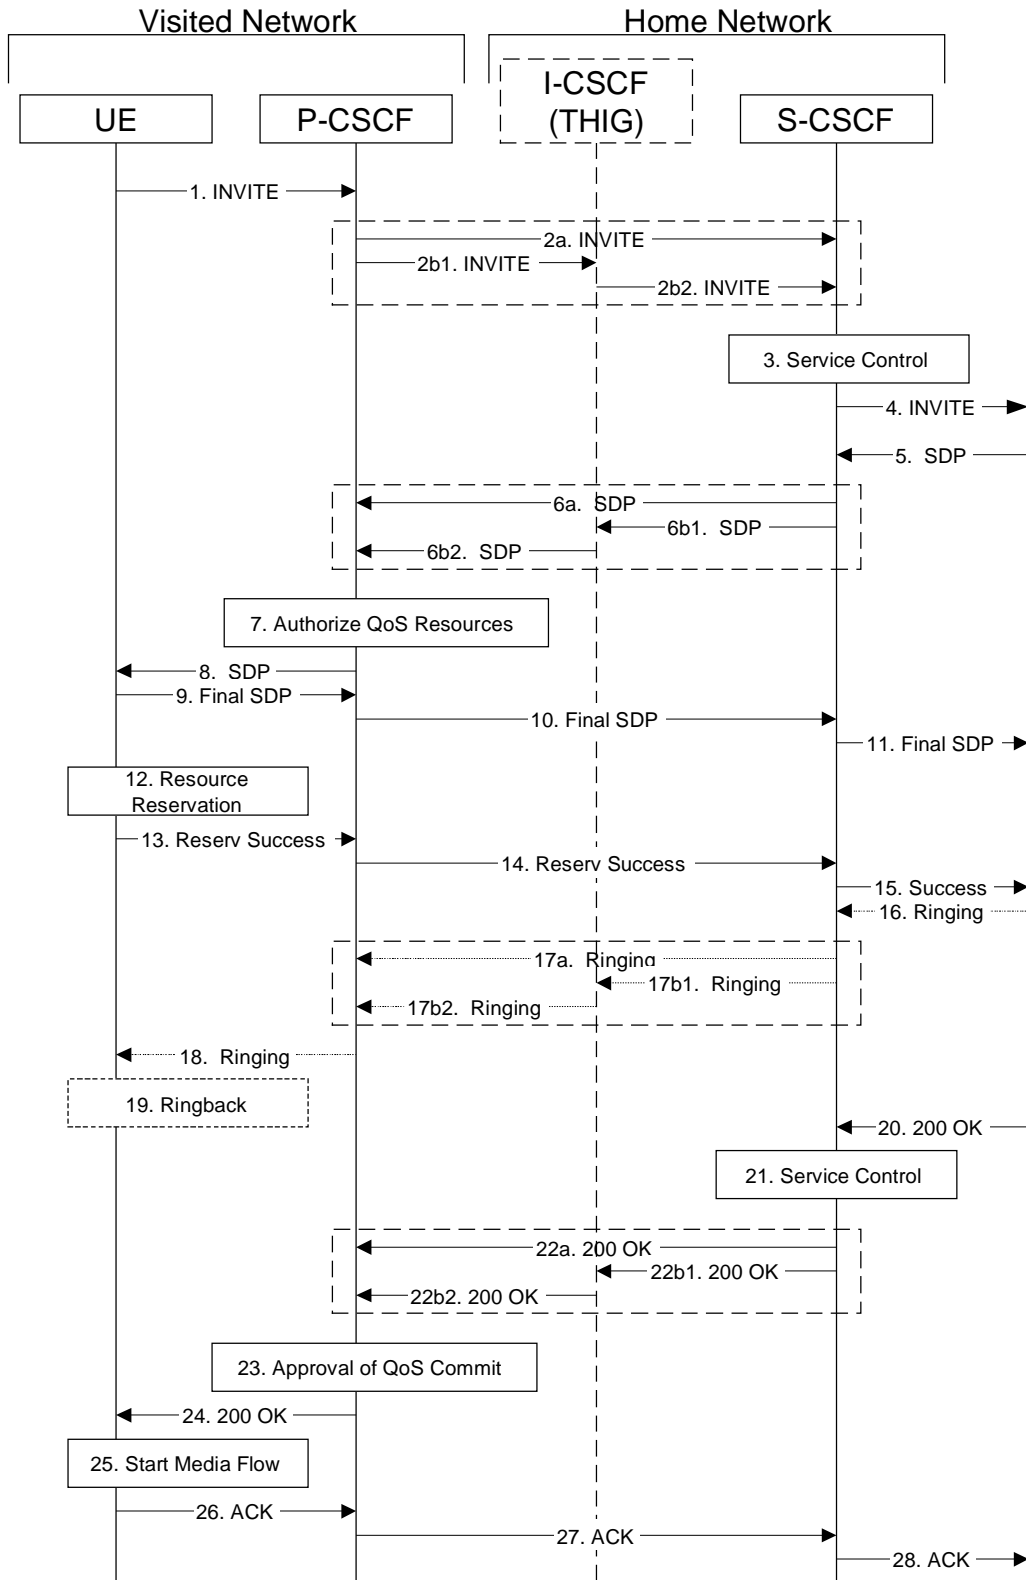 Visited Network
Home Network
UE
P-CSCF
I-CSCF
(THIG)
S-CSCF
1. INVITE
2a. INVITE
2b1. INVITE
2b2. INVITE
3. Service Control
4. INVITE
5. SDP
6a. SDP
6b1. SDP
6b2. SDP
7. Authorize QoS Resources
8. SDP
9. Final SDP
10. Final SDP
11. Final SDP
12. Resource
Reservation
13. Reserv Success
14. Reserv Success
15. Success
16. Ringing
17a. Ringing
17b1. Ringing
17b2. Ringing
18. Ringing
19. Ringback
20. 200 OK
21. Service Control
22a. 200 OK
22b1. 200 OK
22b2. 200 OK
23. Approval of QoS Commit
24. 200 OK
25. Start Media Flow
26. ACK
27. ACK
28. ACK